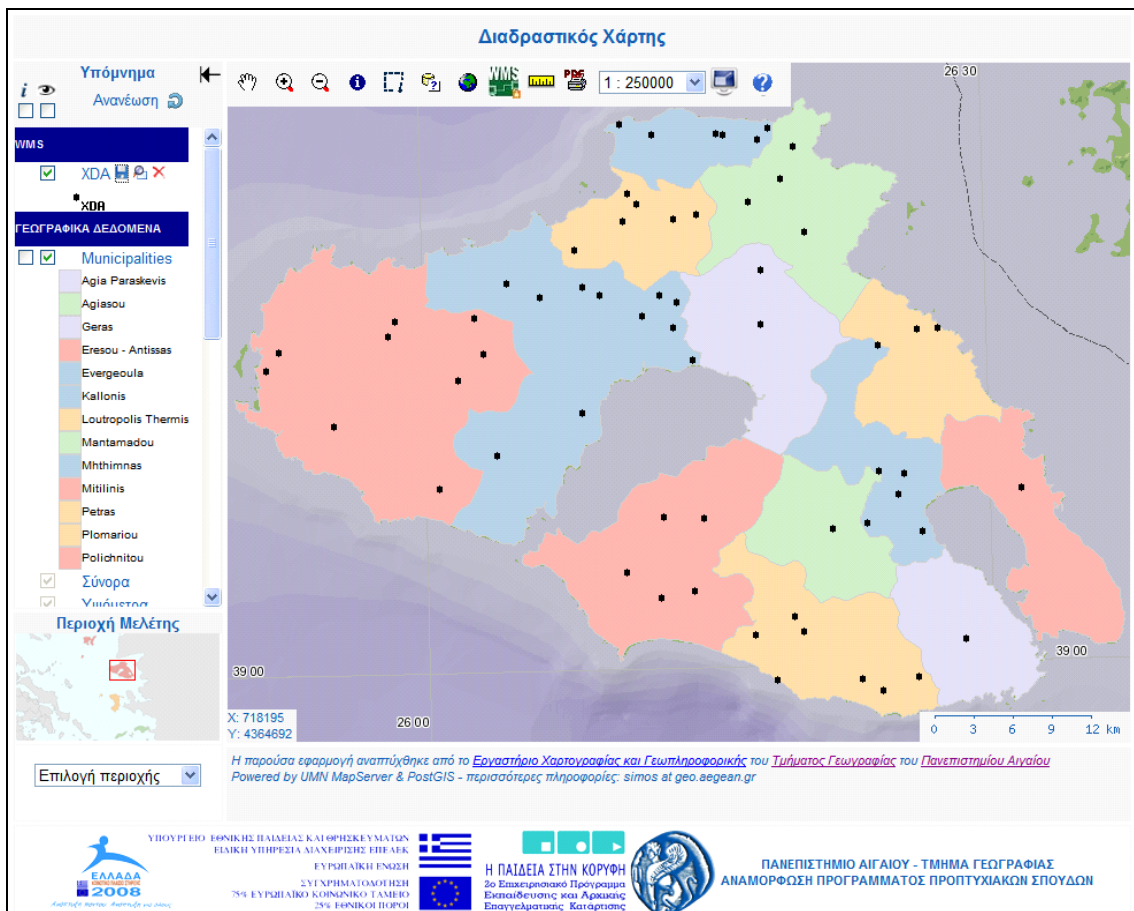 Διαδραστικός Χάρτης
Υπόμνημα
Ανανέωση
WMS
1 : 250000
WMS
XDA
XDA
ΓΕΩΓΡΑΦΙΚΑ ΔΕΔΟΜΕΝΑ
Municipalities
Agia Paraskevis
Agiasou
Geras
Eresou - Antissas
Evergeoula
Kallonis
Loutropolis Thermis
Mantamadou
Mhthimnas
Mitilinis
Petras
Plomariou
Polichnitou
Σύνορα
Υψόμετρα
26 30
39 00
39 00
26 00
X: 718195
Y: 4364692
0 3 6 9 12 km
Περιοχή Μελέτης
Επιλογή περιοχής
Η παρούσα εφαρμογή αναπτύχθηκε από το Εργαστήριο Χαρτογραφίας και Γεωπληροφορικής του Τμήματος Γεωγραφίας του Πανεπιστημίου Αιγαίου
Powered by UMN MapServer & PostGIS - περισσότερες πληροφορίες: simos at geo.aegean.gr
ΕΛΛΑΔΑ
2008
ΥΠΟΥΡΓΕΙΟ ΕΘΝΙΚΗΣ ΠΑΙΔΕΙΑΣ ΚΑΙ ΘΡΗΣΚΕΥΜΑΤΩΝ
ΕΙΔΙΚΗ ΥΠΗΡΕΣΙΑ ΔΙΑΧΕΙΡΙΣΗΣ ΕΠΕΑΕΚ
ΕΥΡΩΠΑΪΚΗ ΕΝΩΣΗ
ΣΥΓΧΡΗΜΑΤΟΔΟΤΗΣΗ
75% ΕΥΡΩΠΑΪΚΟ ΚΟΙΝΩΝΙΚΟ ΤΑΜΕΙΟ
25% ΕΘΝΙΚΟΙ ΠΟΡΟΙ
Η ΠΑΙΔΕΙΑ ΣΤΗΝ ΚΟΡΥΦΗ
2ο Επιχειρησιακό Πρόγραμμα
Εκπαίδευσης και Αρχικής
Επαγγελματικής Κατάρτισης
ΠΑΝΕΠΙΣΤΗΜΙΟ ΑΙΓΑΙΟΥ - ΤΜΗΜΑ ΓΕΩΓΡΑΦΙΑΣ
ΑΝΑΜΟΡΦΩΣΗ ΠΡΟΓΡΑΜΜΑΤΟΣ ΠΡΟΠΤΥΧΙΑΚΩΝ ΣΠΟΥΔΩΝ